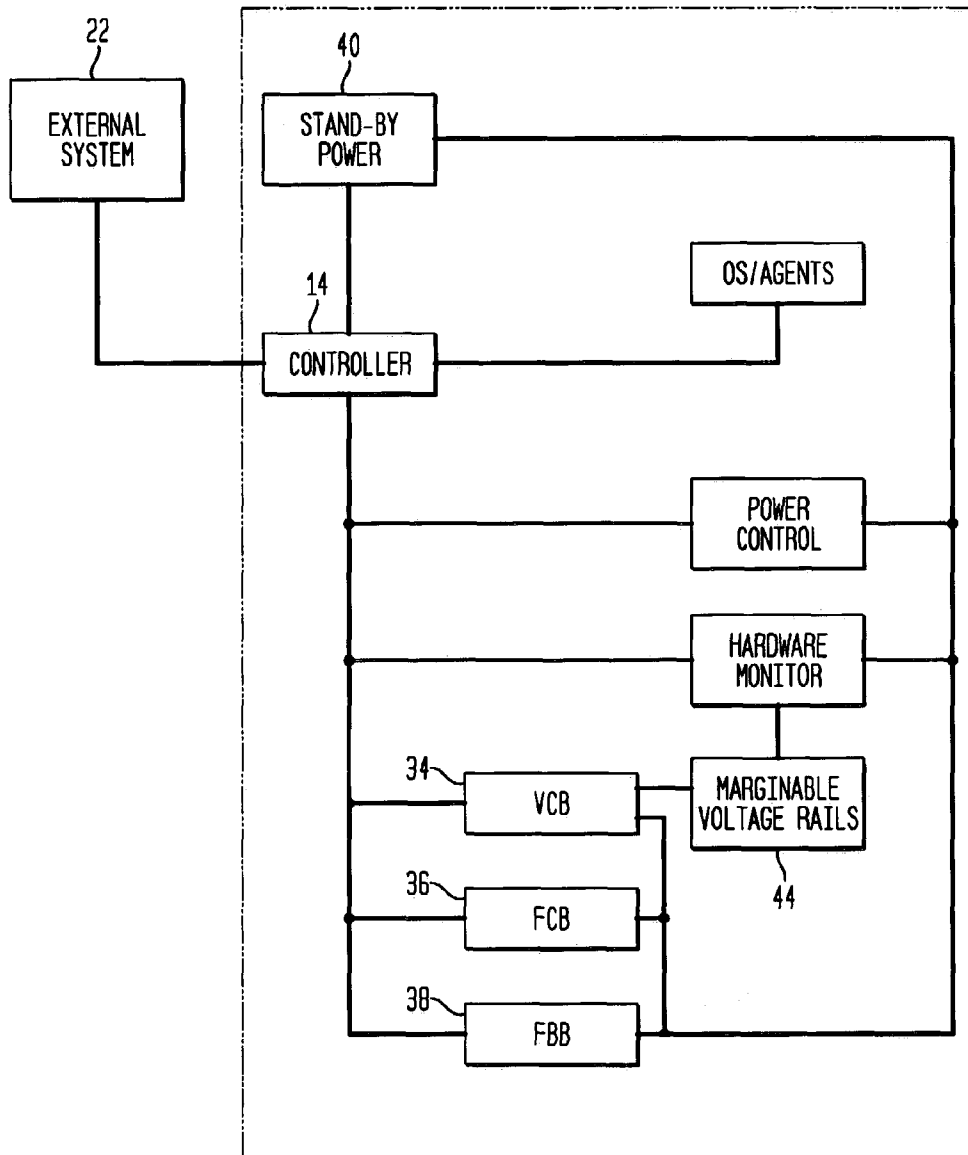 22
EXTERNAL
SYSTEM
40
STAND-BY
POWER
OS/AGENTS
14
CONTROLLER
POWER
CONTROL
HARDWARE
MONITOR
34
VCB
MARGINABLE
VOLTAGE RAILS
44
36
FCB
38
FBB